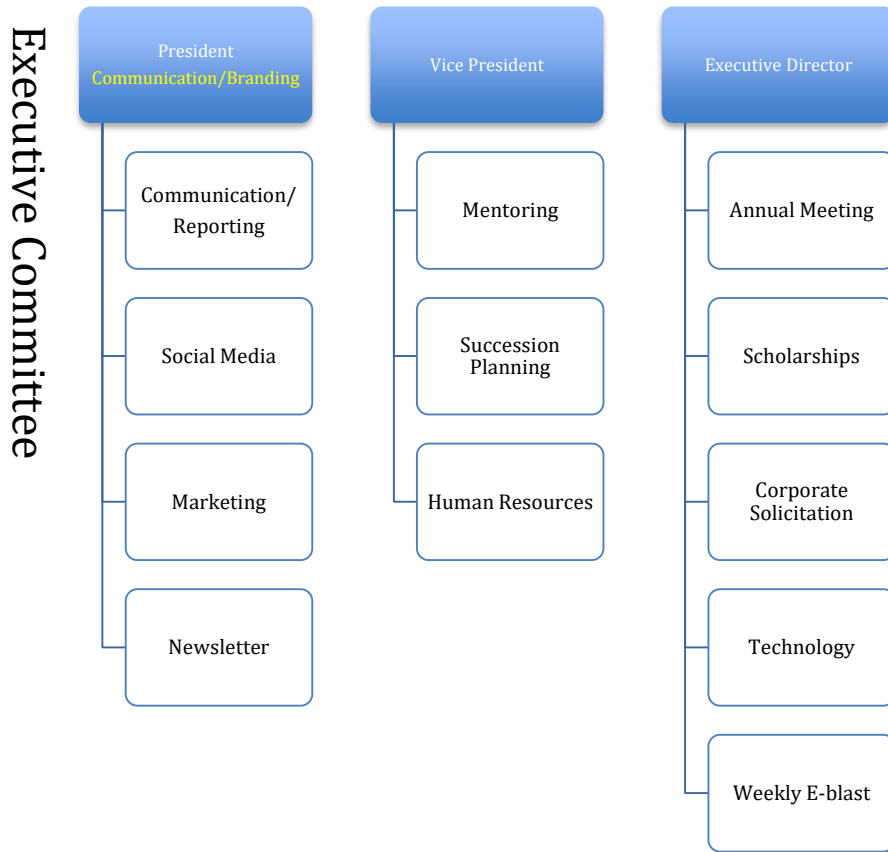 Executive Committee
President
Communication/Branding
Communication/
Reporting
Social Media
Marketing
Newsletter
Vice President
Mentoring
Succession
Planning
Human Resources
Executive Director
Annual Meeting
Scholarships
Corporate
Solicitation
Technology
Weekly E-blast